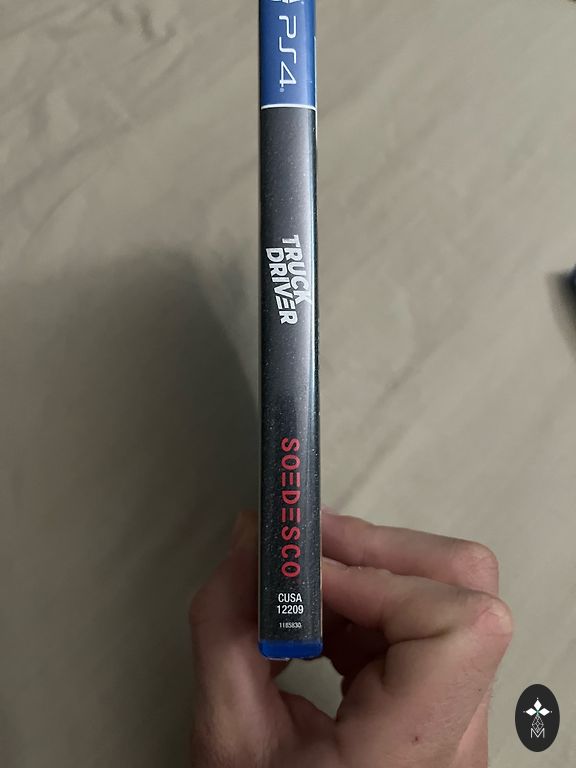 PS4
TRUCK
DRIVER
SOEDESCO
CUSA
12209
1185830
M